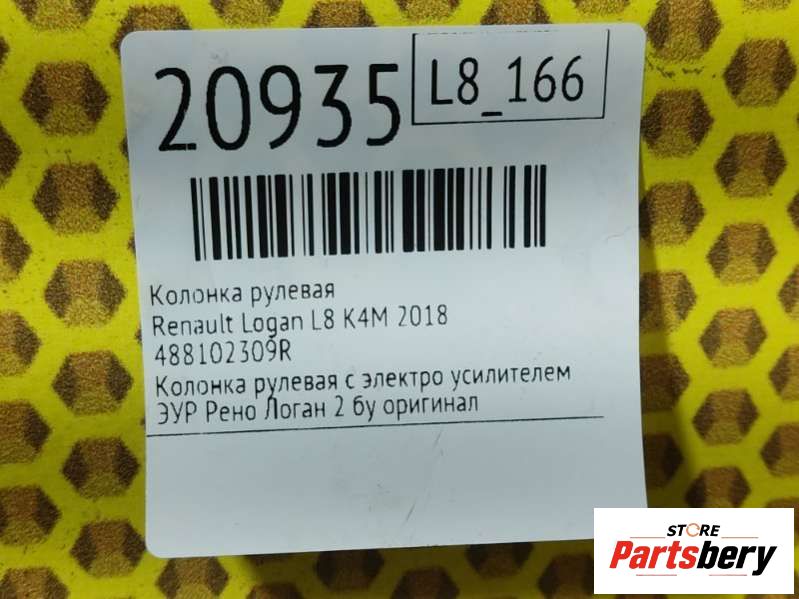 20935
L8_166
Колонка рулевая
Renault Logan L8 K4M 2018
488102309R
Колонка рулевая с электро усилителем
ЭУР Рено Логан 2 бу оригинал
STORE
Partsbery